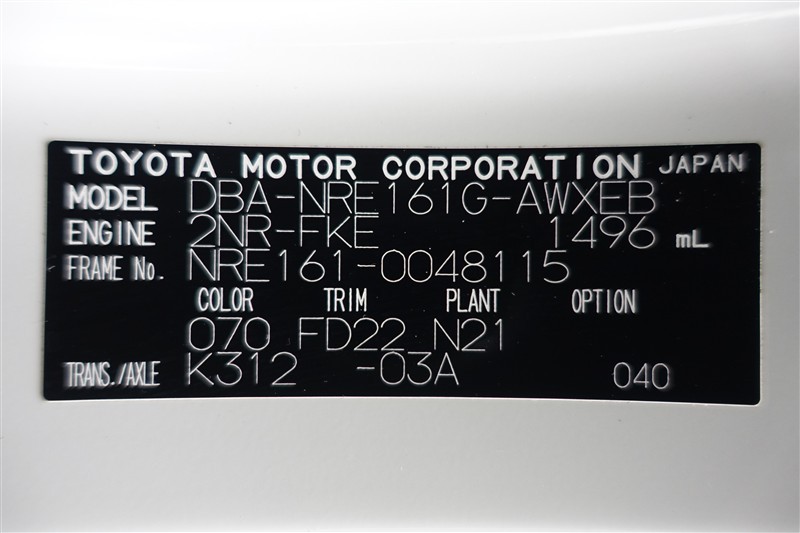 TOYOTA MOTOR CORPORATION JAPAN
MODEL DBA-NRE161G-AWXEB
ENGINE 2NR-FKE 1496 mL
FRAME No. NRE161-0048115
COLOR TRIM PLANT OPTION
070 FD22 N21
TRANS./AXLE K312 -03A 040